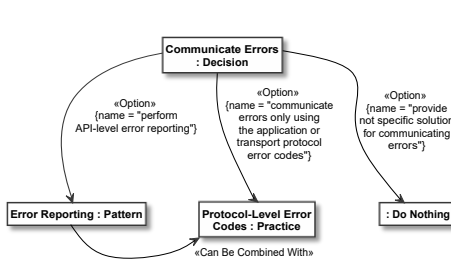 Communicate Errors
: Decision
«Option»
{name = "perform
API-level error reporting"}
«Option»
{name = "communicate
errors only using
the application or
transport protocol
error codes"}
«Option»
{name = "provide
not specific solution
for communicating
errors"}
Error Reporting : Pattern
Protocol-Level Error
Codes : Practice
: Do Nothing
«Can Be Combined With»